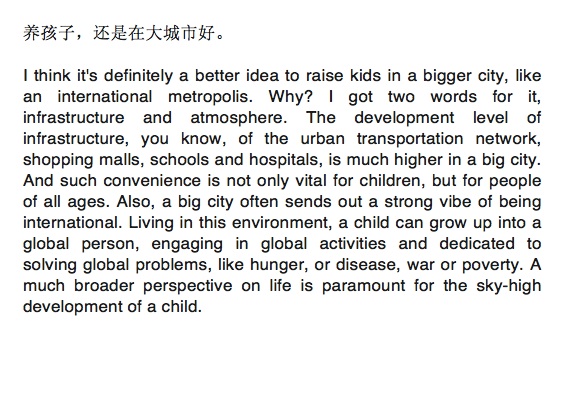 养孩子，还是在大城市好。
I think it's definitely a better idea to raise kids in a bigger city, like
an international metropolis. Why? I got two words for it,
infrastructure and atmosphere. The development level of
infrastructure, you know, of the urban transportation network,
shopping malls, schools and hospitals, is much higher in a big city.
And such convenience is not only vital for children, but for people
of all ages. Also, a big city often sends out a strong vibe of being
international. Living in this environment, a child can grow up into a
global person, engaging in global activities and dedicated to
solving global problems, like hunger, or disease, war or poverty. A
much broader perspective on life is paramount for the sky-high
development of a child.